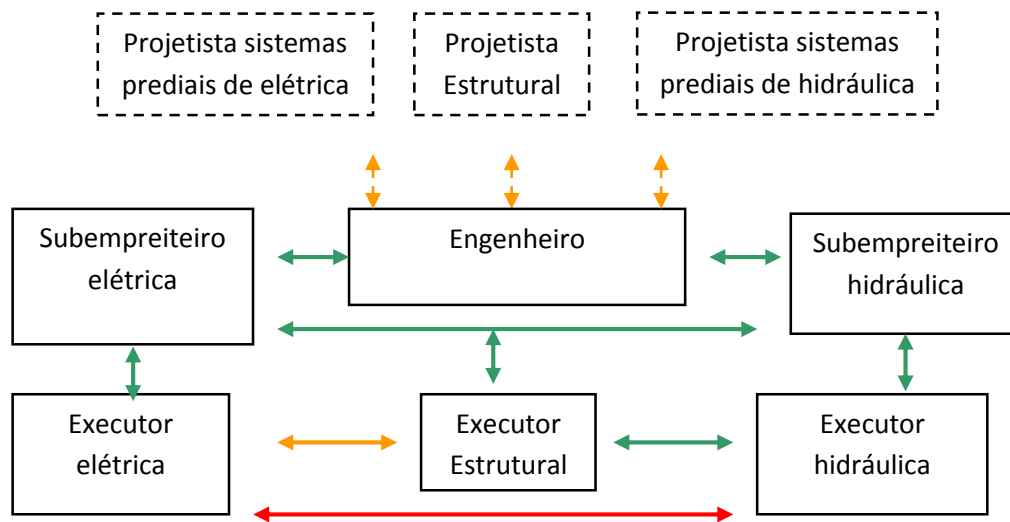 Projetista sistemas
prediais de elétrica
Projetista
Estrutural
Projetista sistemas
prediais de hidráulica
Subempreiteiro
elétrica
Engenheiro
Subempreiteiro
hidráulica
Executor
elétrica
Executor
Estrutural
Executor
hidráulica